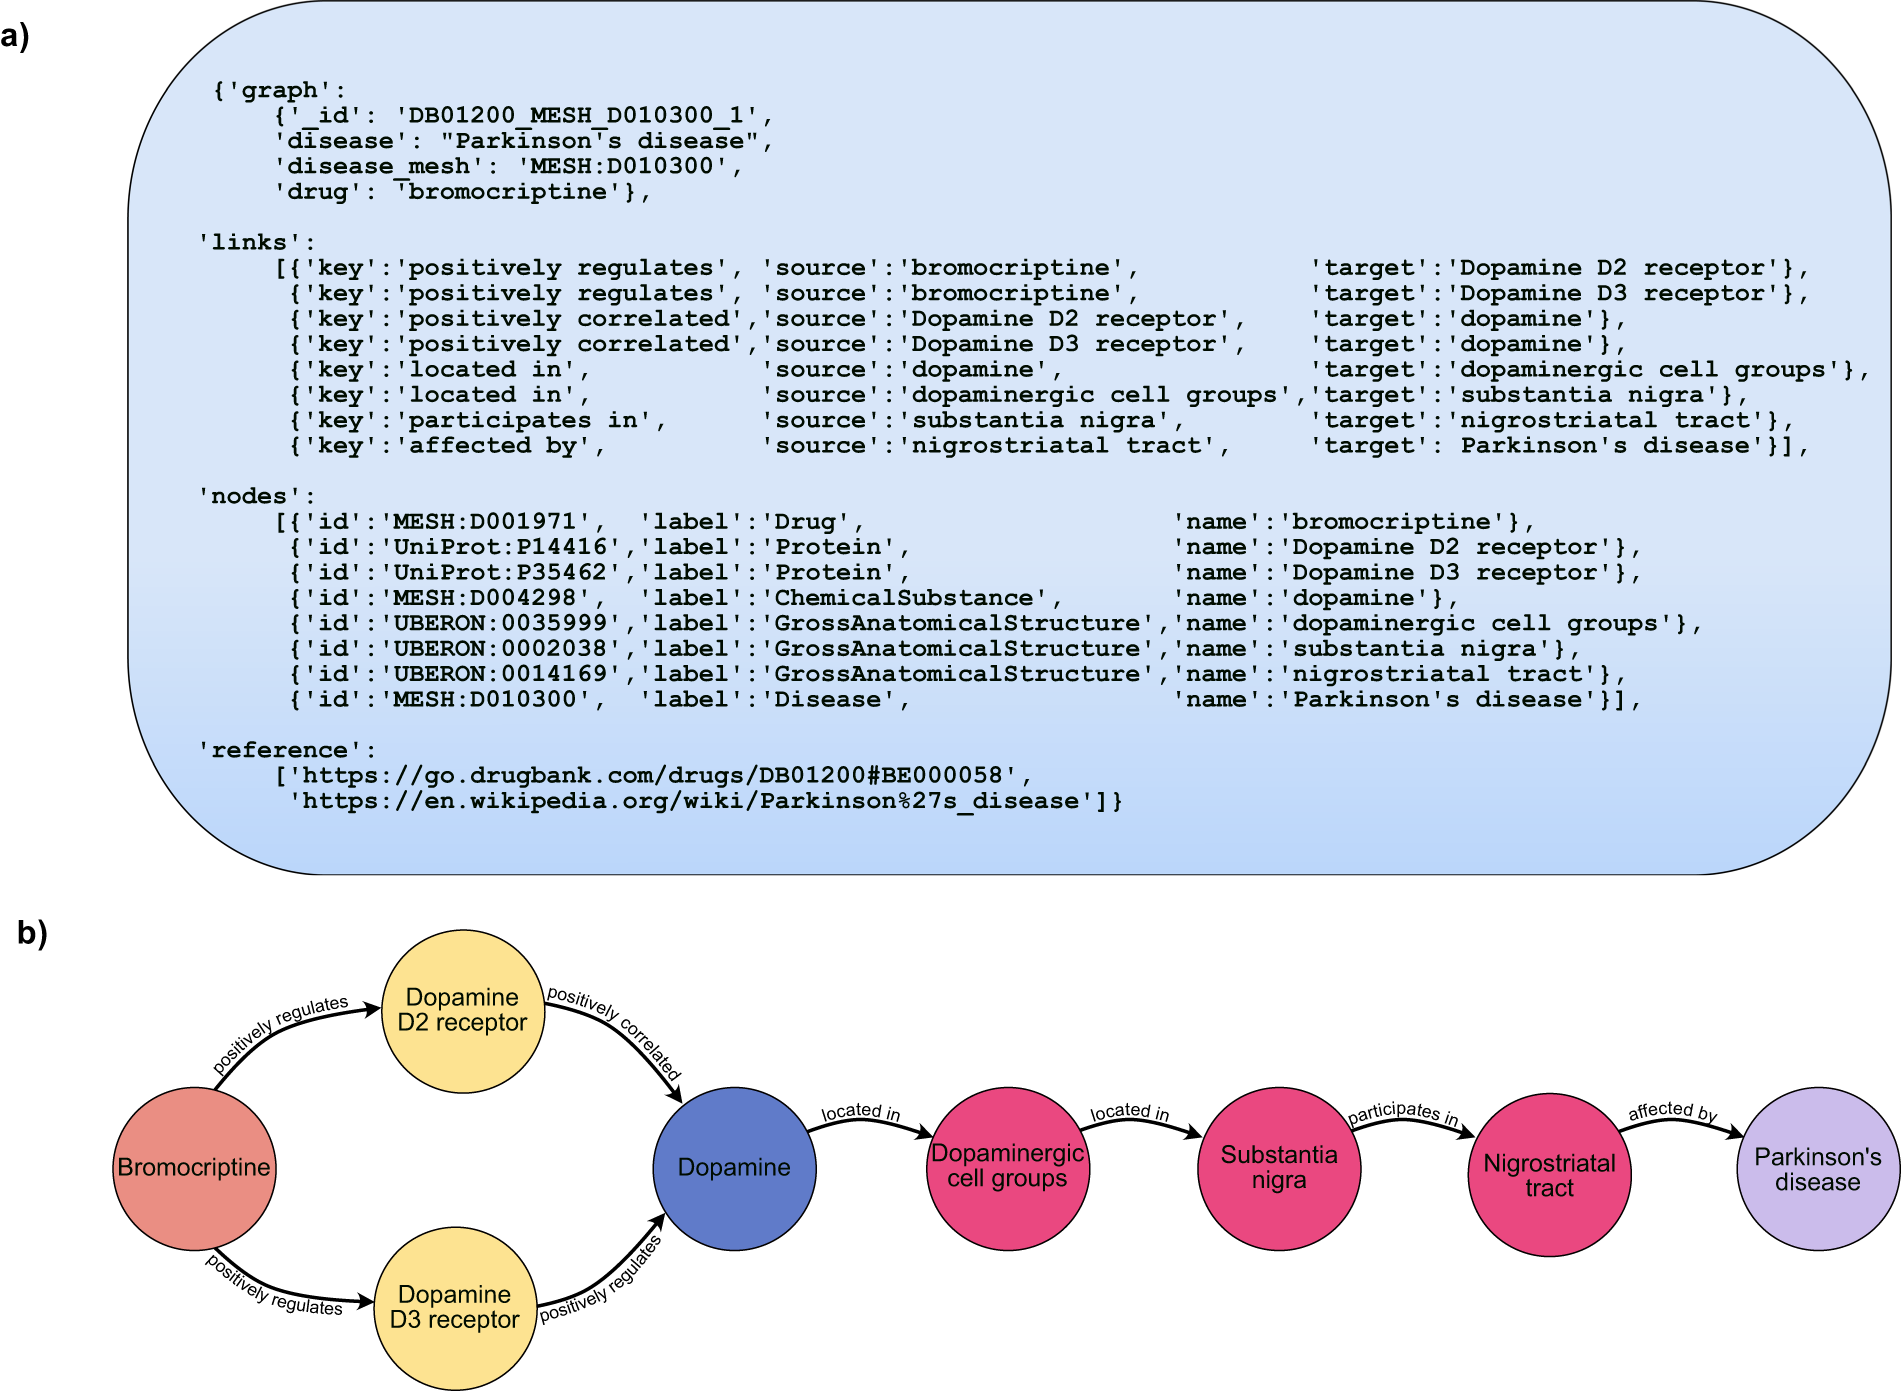 a)
{'graph':
{'_id': 'DB01200_MESH_D010300_1',
'disease': "Parkinson's disease",
'disease_mesh': 'MESH:D010300',
'drug': 'bromocriptine'},
'links':
[{'key':'positively regulates', 'source':'bromocriptine', 'target':'Dopamine D2 receptor'},
{'key':'positively regulates', 'source':'bromocriptine', 'target':'Dopamine D3 receptor'},
{'key':'positively correlated','source':'Dopamine D2 receptor', 'target':'dopamine'},
{'key':'positively correlated','source':'Dopamine D3 receptor', 'target':'dopamine'},
{'key':'located in', 'source':'dopamine', 'target':'dopaminergic cell groups'},
{'key':'located in', 'source':'dopaminergic cell groups','target':'substantia nigra'},
{'key':'participates in', 'source':'substantia nigra', 'target':'nigrostriatal tract'},
{'key':'affected by', 'source':'nigrostriatal tract', 'target': Parkinson's disease'}],
'nodes':
[{'id':'MESH:D001971', 'label':'Drug', 'name':'bromocriptine'},
{'id':'UniProt:P14416','label':'Protein', 'name':'Dopamine D2 receptor'},
{'id':'UniProt:P35462','label':'Protein', 'name':'Dopamine D3 receptor'},
{'id':'MESH:D004298', 'label':'ChemicalSubstance', 'name':'dopamine'},
{'id':'UBERON:0035999','label':'GrossAnatomicalStructure','name':'dopaminergic cell groups'},
{'id':'UBERON:0002038','label':'GrossAnatomicalStructure','name':'substantia nigra'},
{'id':'UBERON:0014169','label':'GrossAnatomicalStructure','name':'nigrostriatal tract'},
{'id':'MESH:D010300', 'label':'Disease', 'name':'Parkinson's disease'}],
'reference':
['https://go.drugbank.com/drugs/DB01200#BE000058',
'https://en.wikipedia.org/wiki/Parkinson%27s_disease']}
b)
Bromocriptine
positively regulates
Dopamine
D2 receptor
positively correlated
positively regulates
Dopamine
D3 receptor
positively regulates
Dopamine
located in
Dopaminergic
cell groups
located in
Substantia
nigra
participates in
Nigrostriatal
tract
affected by
Parkinson's
disease